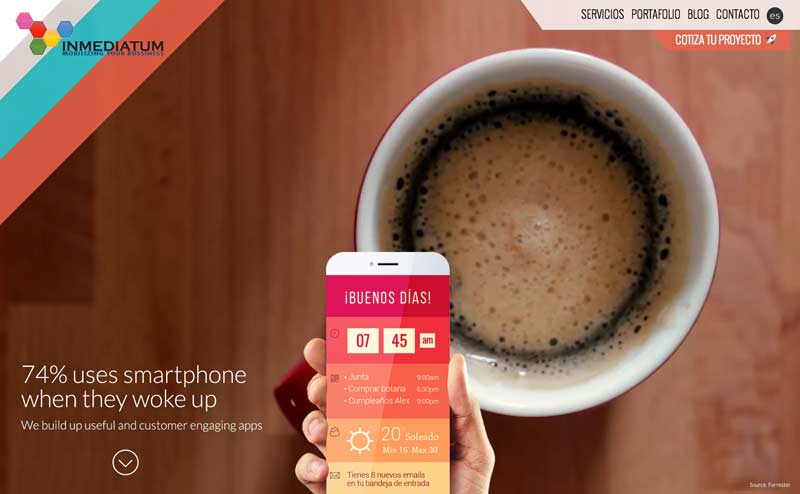 INMEDIATUM
MOBILIZING YOUR BUSSINESS
SERVICIOS PORTAFOLIO BLOG CONTACTO es
COTIZA TU PROYECTO
¡BUENOS DÍAS!
07 45 am
• Junta 9:00am
• Comprar botana 6:30pm
• Cumpleaños Alex 9:00pm
20° Soleado
Min 16° Max 30°
Tienes 8 nuevos emails
en tu bandeja de entrada
74% uses smartphone
when they woke up
We build up useful and customer engaging apps
Source: Forrester